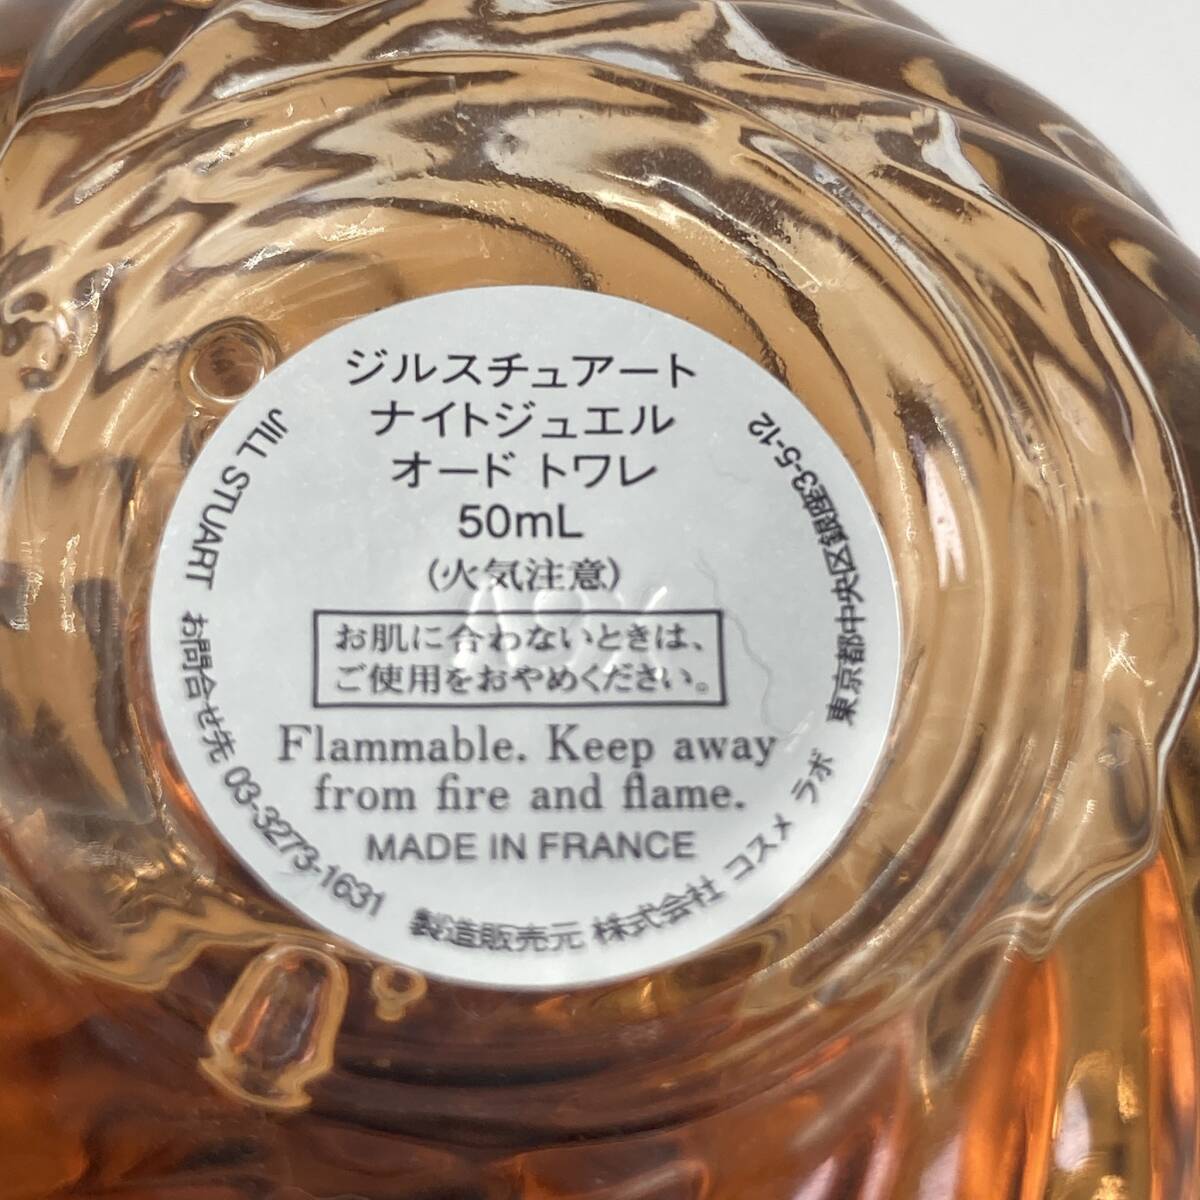 ジルスチュアート
ナイトジュエル
オード トワレ
50mL
(火気注意)
お肌に合わないときは、
ご使用をおやめください。
Flammable. Keep away
from fire and flame.
MADE IN FRANCE
JILL STUART お問合せ先 03-3273-1631 製造販売元 株式会社 コスメ ラボ 東京都中央区銀座3-5-12